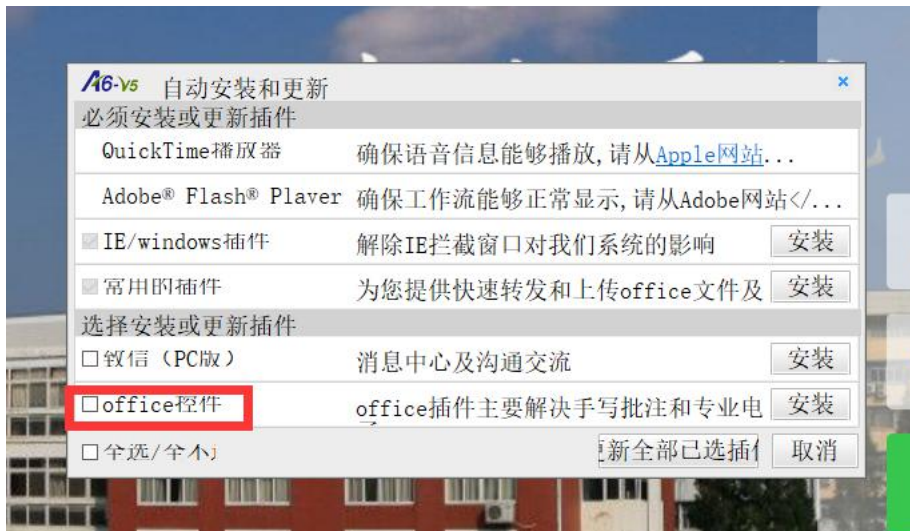 A6-V5 自动安装和更新 ×
必须安装或更新插件
QuickTime播放器 确保语音信息能够播放,请从Apple网站...
Adobe® Flash® Player 确保工作流能够正常显示,请从Adobe网站</...
IE/windows插件 解除IE拦截窗口对我们系统的影响 安装
常用的插件 为您提供快速转发和上传office文件及 安装
选择安装或更新插件
致信（PC版） 消息中心及沟通交流 安装
office控件 office插件主要解决手写批注和专业电 安装
全选/全不 新全部已选插 取消